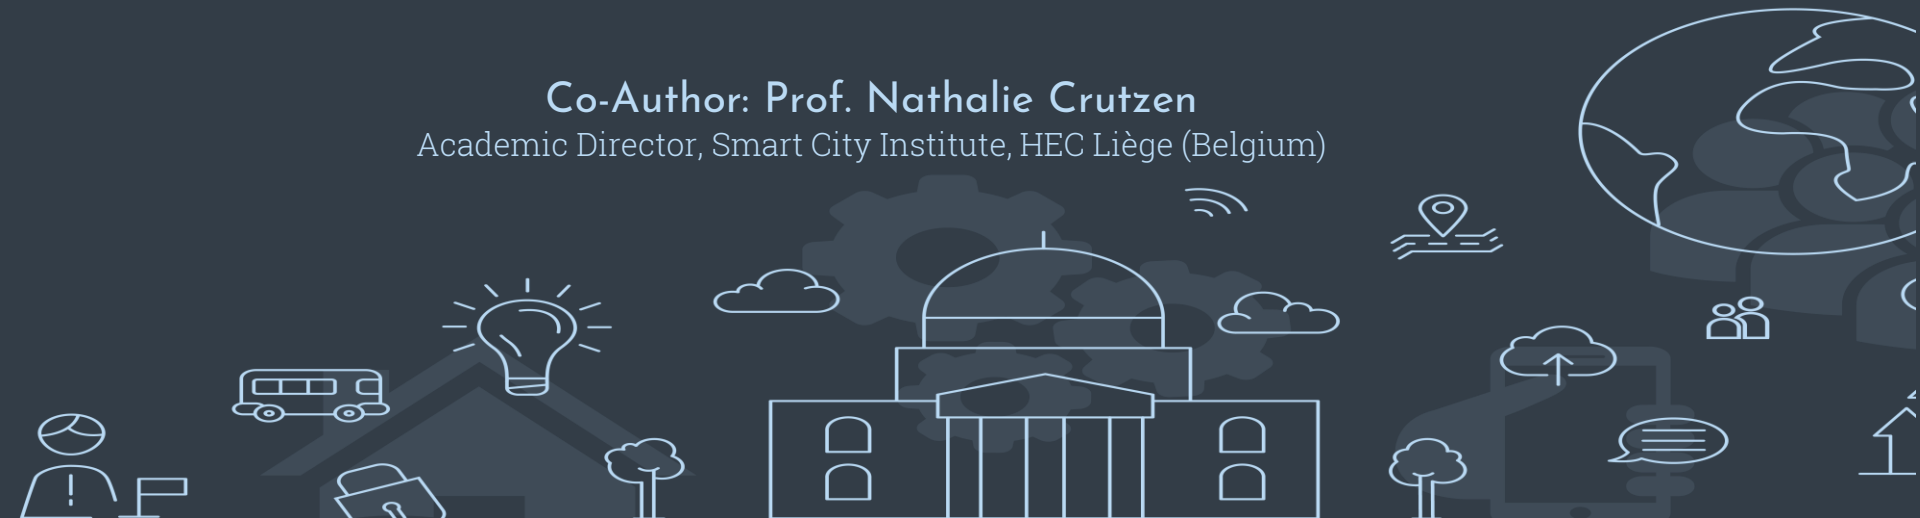 Co-Author: Prof. Nathalie Crutzen
Academic Director, Smart City Institute, HEC Liège (Belgium)